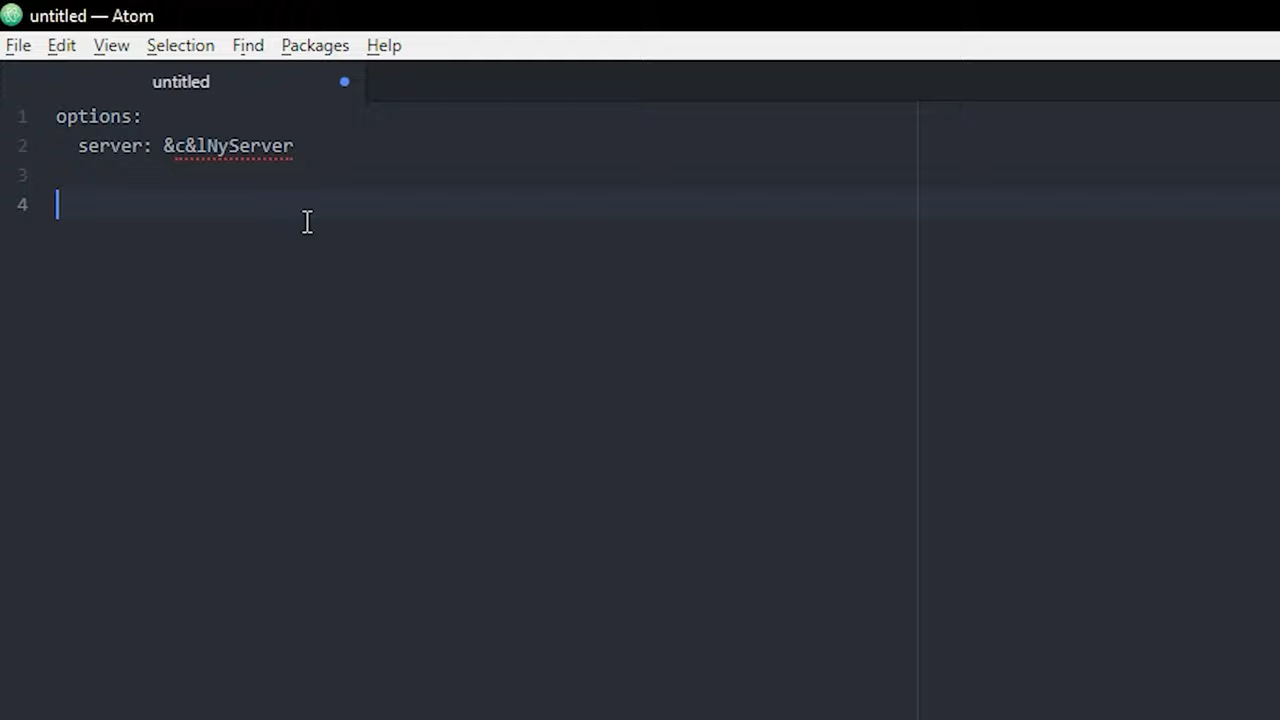 untitled — Atom
File Edit View Selection Find Packages Help
untitled
1 options:
2 server: &c&lNyServer
3
4